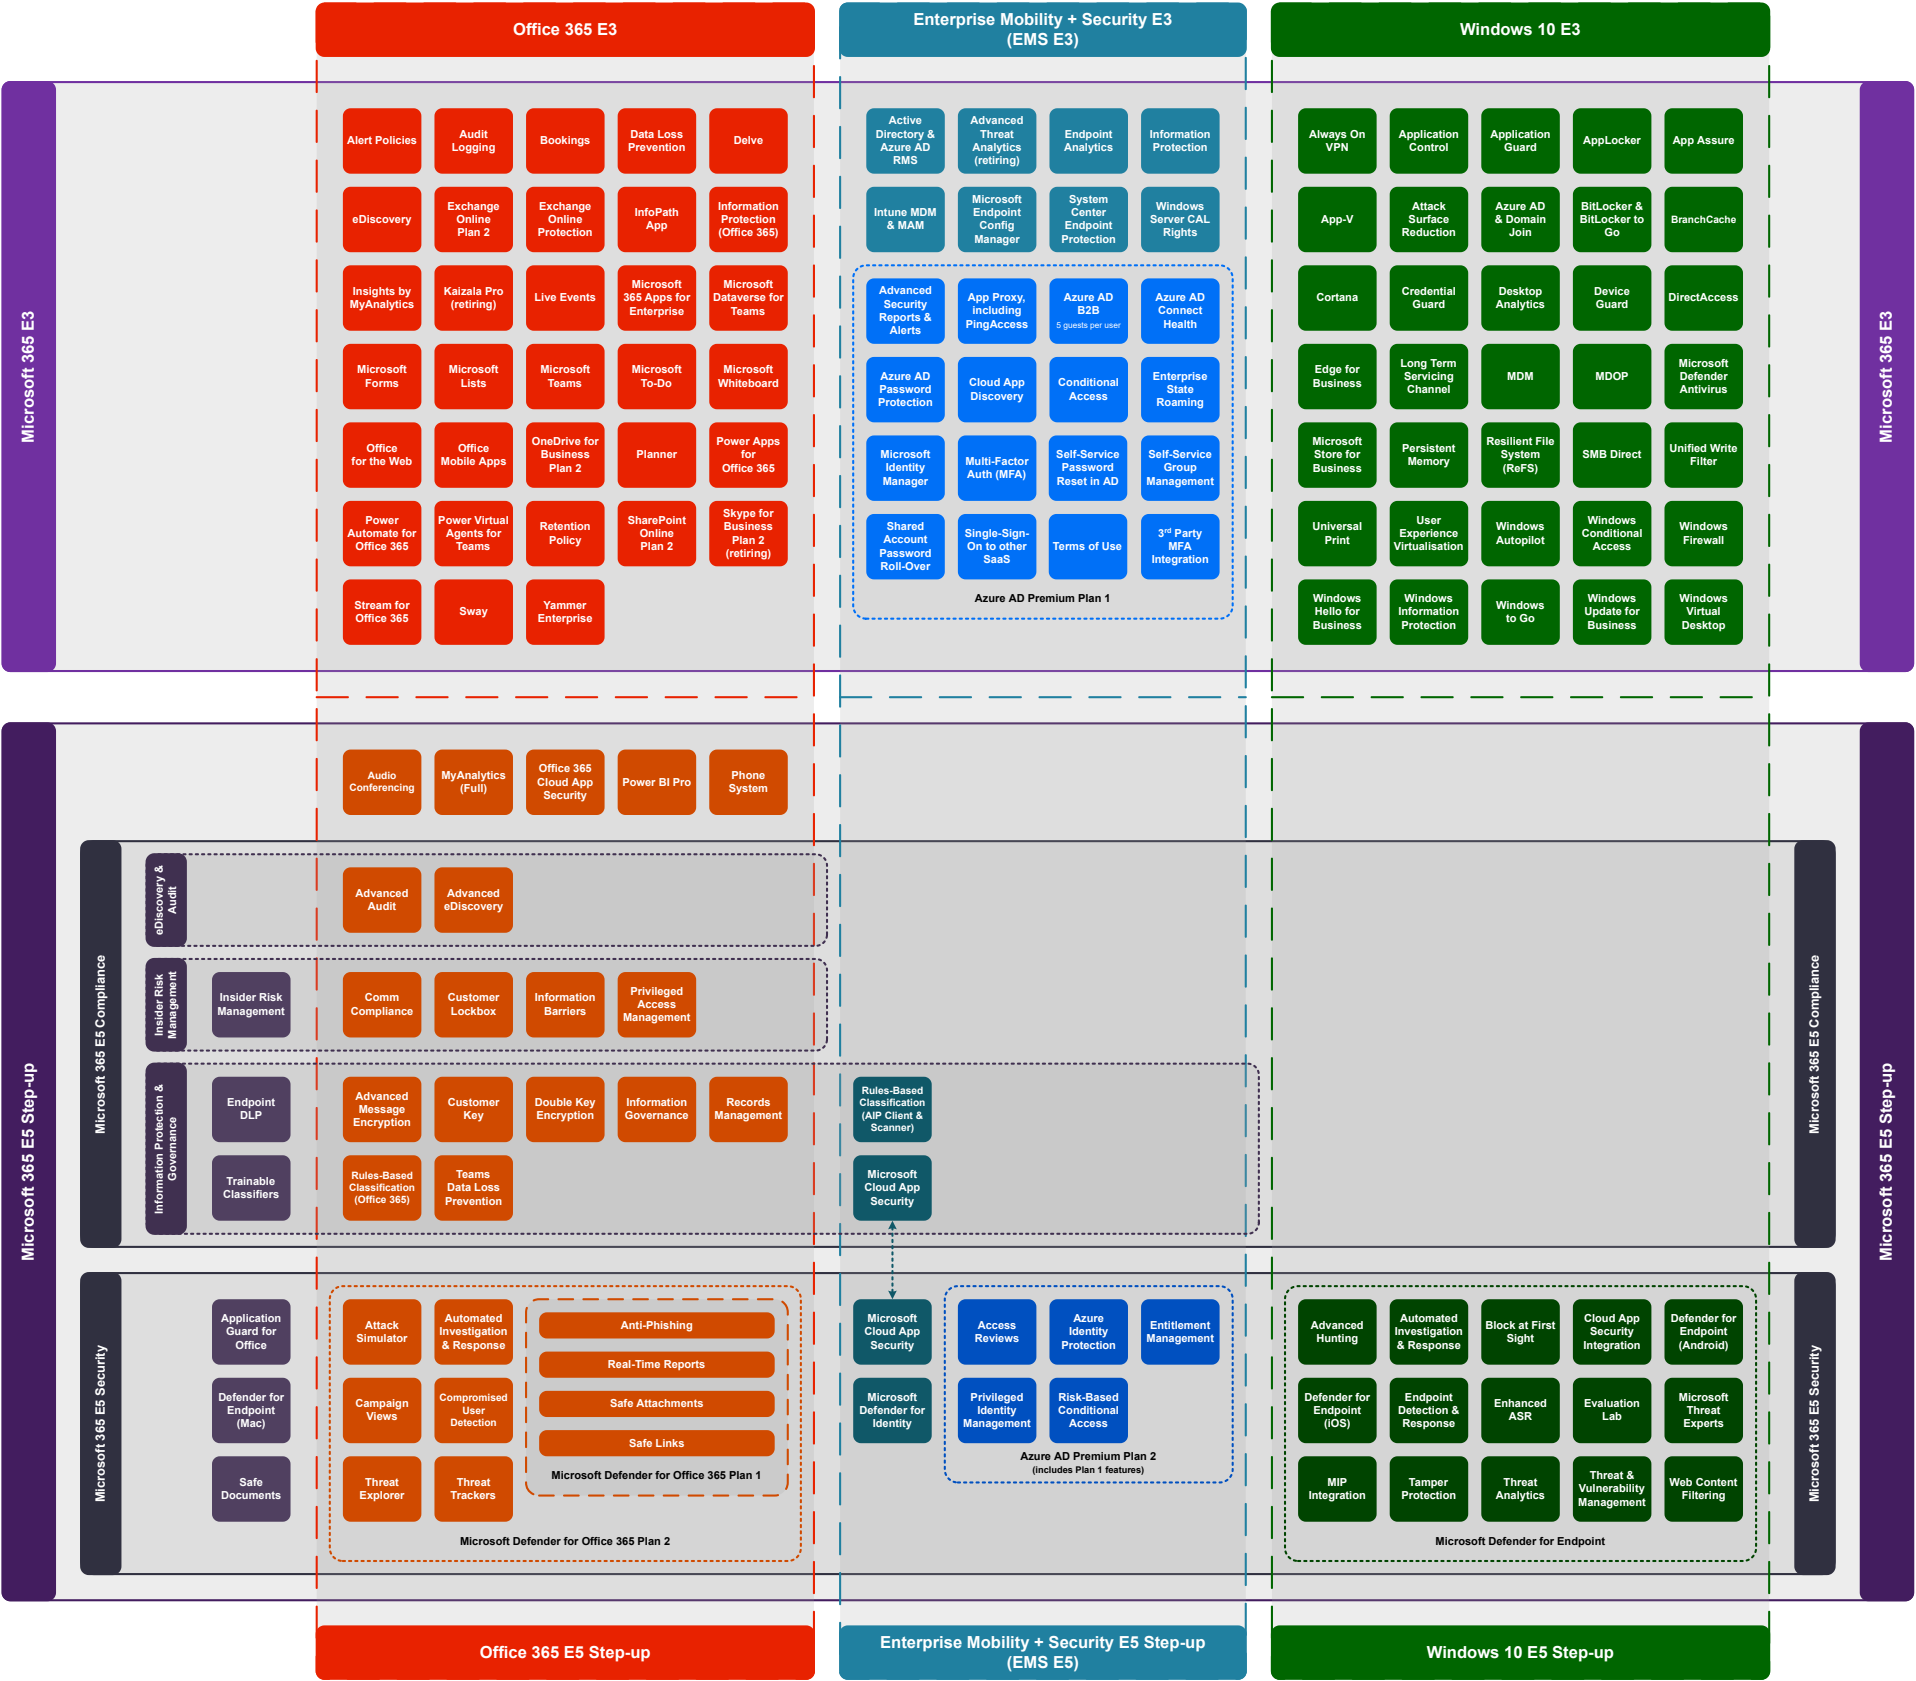 Office 365 E3
Enterprise Mobility + Security E3
(EMS E3)
Windows 10 E3
Microsoft 365 E3
Alert Policies
Audit
Logging
Bookings
Data Loss
Prevention
Delve
eDiscovery
Exchange
Online
Plan 2
Exchange
Online
Protection
InfoPath
App
Information
Protection
(Office 365)
Insights by
MyAnalytics
Kaizala Pro
(retiring)
Live Events
Microsoft
365 Apps for
Enterprise
Microsoft
Dataverse for
Teams
Microsoft
Forms
Microsoft
Lists
Microsoft
Teams
Microsoft
To-Do
Microsoft
Whiteboard
Office
for the Web
Office
Mobile Apps
OneDrive for
Business
Plan 2
Planner
Power Apps
for
Office 365
Power
Automate for
Office 365
Power Virtual
Agents for
Teams
Retention
Policy
SharePoint
Online
Plan 2
Skype for
Business
Plan 2
(retiring)
Stream for
Office 365
Sway
Yammer
Enterprise
Active
Directory &
Azure AD
RMS
Advanced
Threat
Analytics
(retiring)
Endpoint
Analytics
Information
Protection
Intune MDM
& MAM
Microsoft
Endpoint
Config
Manager
System
Center
Endpoint
Protection
Windows
Server CAL
Rights
Advanced
Security
Reports &
Alerts
App Proxy,
including
PingAccess
Azure AD
B2B
5 guests per user
Azure AD
Connect
Health
Azure AD
Password
Protection
Cloud App
Discovery
Conditional
Access
Enterprise
State
Roaming
Microsoft
Identity
Manager
Multi-Factor
Auth (MFA)
Self-Service
Password
Reset in AD
Self-Service
Group
Management
Shared
Account
Password
Roll-Over
Single-Sign-
On to other
SaaS
Terms of Use
3rd Party
MFA
Integration
Azure AD Premium Plan 1
Always On
VPN
Application
Control
Application
Guard
AppLocker
App Assure
App-V
Attack
Surface
Reduction
Azure AD
& Domain
Join
BitLocker &
BitLocker to
Go
BranchCache
Cortana
Credential
Guard
Desktop
Analytics
Device
Guard
DirectAccess
Edge for
Business
Long Term
Servicing
Channel
MDM
MDOP
Microsoft
Defender
Antivirus
Microsoft
Store for
Business
Persistent
Memory
Resilient File
System
(ReFS)
SMB Direct
Unified Write
Filter
Universal
Print
User
Experience
Virtualisation
Windows
Autopilot
Windows
Conditional
Access
Windows
Firewall
Windows
Hello for
Business
Windows
Information
Protection
Windows
to Go
Windows
Update for
Business
Windows
Virtual
Desktop
Microsoft 365 E3
Microsoft 365 E5 Step-up
Audio
Conferencing
MyAnalytics
(Full)
Office 365
Cloud App
Security
Power BI Pro
Phone
System
Microsoft 365 E5 Compliance
eDiscovery &
Audit
Advanced
Audit
Advanced
eDiscovery
Insider Risk
Management
Insider Risk
Management
Comm
Compliance
Customer
Lockbox
Information
Barriers
Privileged
Access
Management
Information Protection &
Governance
Endpoint
DLP
Advanced
Message
Encryption
Customer
Key
Double Key
Encryption
Information
Governance
Records
Management
Rules-Based
Classification
(AIP Client &
Scanner)
Trainable
Classifiers
Rules-Based
Classification
(Office 365)
Teams
Data Loss
Prevention
Microsoft
Cloud App
Security
Microsoft 365 E5 Compliance
Microsoft 365 E5 Step-up
Microsoft 365 E5 Security
Application
Guard for
Office
Defender for
Endpoint
(Mac)
Safe
Documents
Attack
Simulator
Automated
Investigation
& Response
Campaign
Views
Compromised
User
Detection
Threat
Explorer
Threat
Trackers
Anti-Phishing
Real-Time Reports
Safe Attachments
Safe Links
Microsoft Defender for Office 365 Plan 1
Microsoft Defender for Office 365 Plan 2
Microsoft
Cloud App
Security
Microsoft
Defender for
Identity
Access
Reviews
Azure
Identity
Protection
Entitlement
Management
Privileged
Identity
Management
Risk-Based
Conditional
Access
Azure AD Premium Plan 2
(includes Plan 1 features)
Advanced
Hunting
Automated
Investigation
& Response
Block at First
Sight
Cloud App
Security
Integration
Defender for
Endpoint
(Android)
Defender for
Endpoint
(iOS)
Endpoint
Detection &
Response
Enhanced
ASR
Evaluation
Lab
Microsoft
Threat
Experts
MIP
Integration
Tamper
Protection
Threat
Analytics
Threat &
Vulnerability
Management
Web Content
Filtering
Microsoft Defender for Endpoint
Microsoft 365 E5 Security
Office 365 E5 Step-up
Enterprise Mobility + Security E5 Step-up
(EMS E5)
Windows 10 E5 Step-up